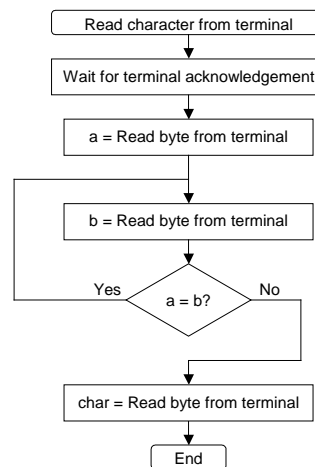 Read character from terminal
Wait for terminal acknowledgement
a = Read byte from terminal
b = Read byte from terminal
Yes
a = b?
No
char = Read byte from terminal
End